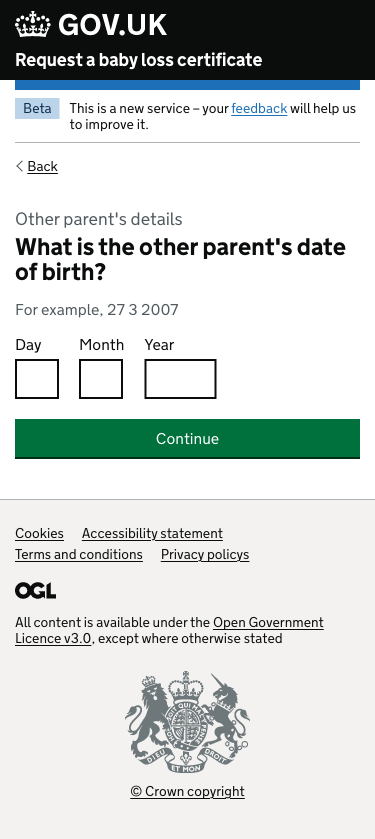 GOV.UK
Request a baby loss certificate
Beta
This is a new service – your feedback will help us
to improve it.
Back
Other parent's details
What is the other parent's date
of birth?
For example, 27 3 2007
Day Month Year
Continue
Cookies Accessibility statement
Terms and conditions Privacy policys
OGL
All content is available under the Open Government
Licence v3.0, except where otherwise stated
DIEU ET MON
© Crown copyright